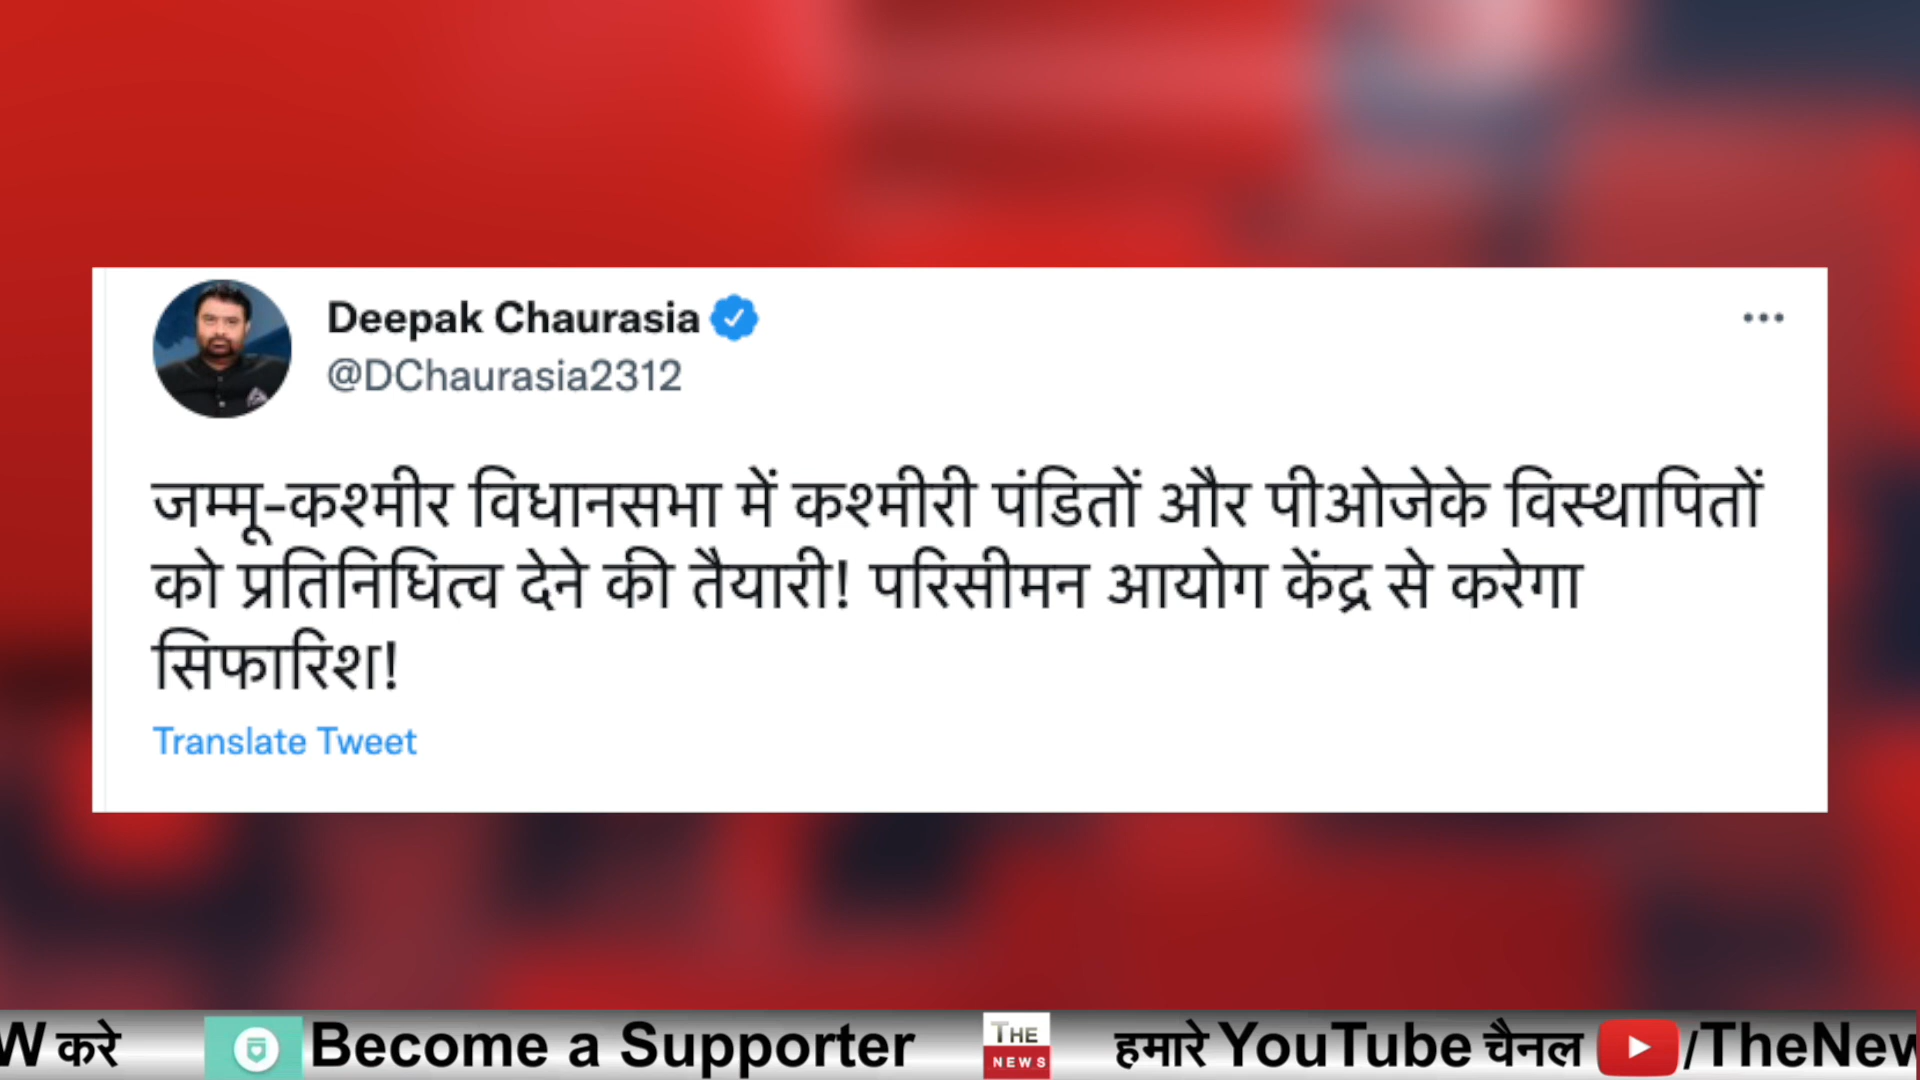 Deepak Chaurasia
@DChaurasia2312
जम्मू-कश्मीर विधानसभा में कश्मीरी पंडितों और पीओजेके विस्थापितों
को प्रतिनिधित्व देने की तैयारी! परिसीमन आयोग केंद्र से करेगा
सिफारिश!
Translate Tweet
W करे Become a Supporter THE NEWS हमारे YouTube चैनल /TheNew